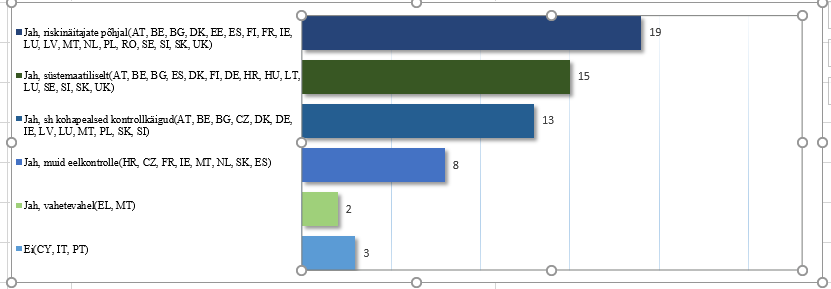 Jah, riskinäitajate põhjal(AT, BE, BG, DK, EE, ES, FI, FR, IE,
LU, LV, MT, NL, PL, RO, SE, SI, SK, UK)
19
Jah, süstemaatiliselt(AT, BE, BG, ES, DK, FI, DE, HR, HU, LT,
LU, SE, SI, SK, UK)
15
Jah, sh kohapealsed kontrollkäigud(AT, BE, BG, CZ, DK, DE,
IE, LV, LU, MT, PL, SK, SI)
13
Jah, muid eelkontrolle(HR, CZ, FR, IE, MT, NL, SK, ES)
8
Jah, vahetevahel(EL, MT)
2
Ei(CY, IT, PT)
3